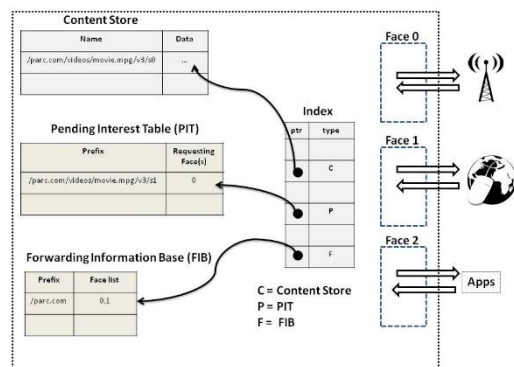 Content Store
Name Data
/parc.com/videos/movie.mpg/v3/s0 ...
Pending Interest Table (PIT)
Prefix Requesting Face(s)
/parc.com/videos/movie.mpg/v3/s1 0
Forwarding Information Base (FIB)
Prefix Face list
/parc.com 0,1
Index
ptr type
C
P
F
C = Content Store
P = PIT
F = FIB
Face 0
Face 1
Face 2
Apps